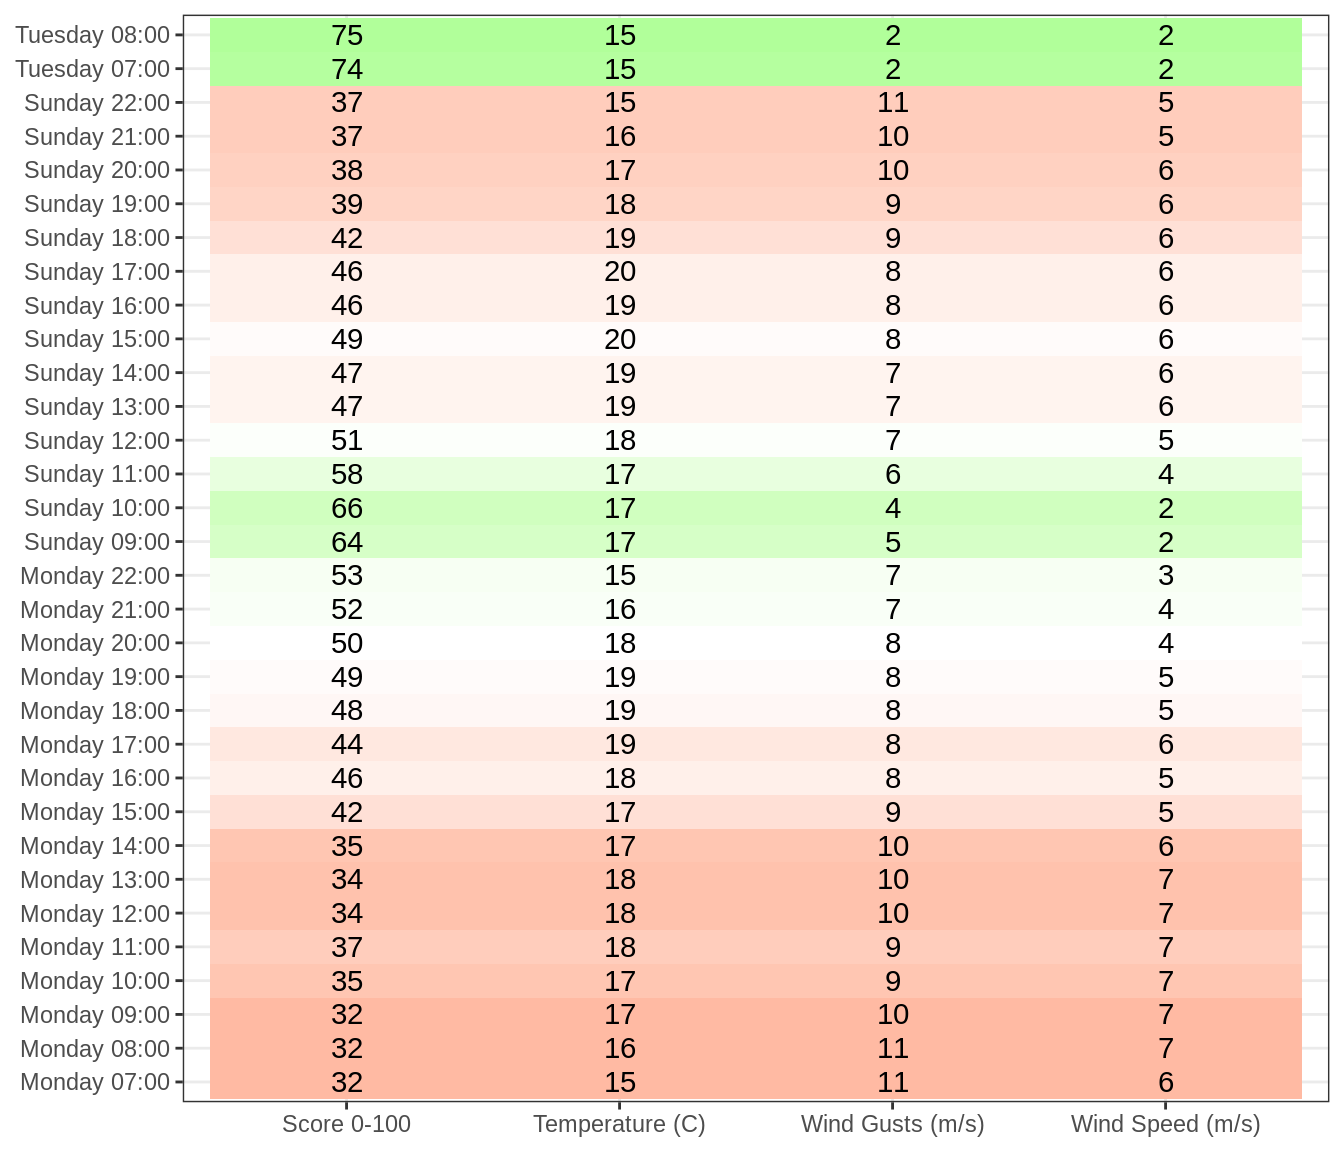 Tuesday 08:00 75 15 2 2
Tuesday 07:00 74 15 2 2
Sunday 22:00 37 15 11 5
Sunday 21:00 37 16 10 5
Sunday 20:00 38 17 10 6
Sunday 19:00 39 18 9 6
Sunday 18:00 42 19 9 6
Sunday 17:00 46 20 8 6
Sunday 16:00 46 19 8 6
Sunday 15:00 49 20 8 6
Sunday 14:00 47 19 7 6
Sunday 13:00 47 19 7 6
Sunday 12:00 51 18 7 5
Sunday 11:00 58 17 6 4
Sunday 10:00 66 17 4 2
Sunday 09:00 64 17 5 2
Monday 22:00 53 15 7 3
Monday 21:00 52 16 7 4
Monday 20:00 50 18 8 4
Monday 19:00 49 19 8 5
Monday 18:00 48 19 8 5
Monday 17:00 44 19 8 6
Monday 16:00 46 18 8 5
Monday 15:00 42 17 9 5
Monday 14:00 35 17 10 6
Monday 13:00 34 18 10 7
Monday 12:00 34 18 10 7
Monday 11:00 37 18 9 7
Monday 10:00 35 17 9 7
Monday 09:00 32 17 10 7
Monday 08:00 32 16 11 7
Monday 07:00 32 15 11 6
Score 0-100 Temperature (C) Wind Gusts (m/s) Wind Speed (m/s)